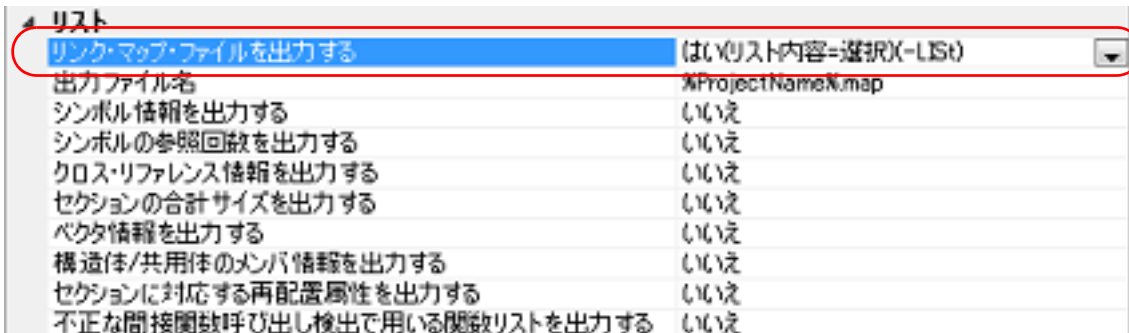 リスト
リンク・マップ・ファイルを出力する はい(リスト内容=選択)(-LISt)
出力ファイル名 %ProjectName%.map
シンボル情報を出力する いいえ
シンボルの参照回数を出力する いいえ
クロス・リファレンス情報を出力する いいえ
セクションの合計サイズを出力する いいえ
ベクタ情報を出力する いいえ
構造体/共用体のメンバ情報を出力する いいえ
セクションに対応する再配置属性を出力する いいえ
不正な間接関数呼び出し検出で用いる関数リストを出力する いいえ